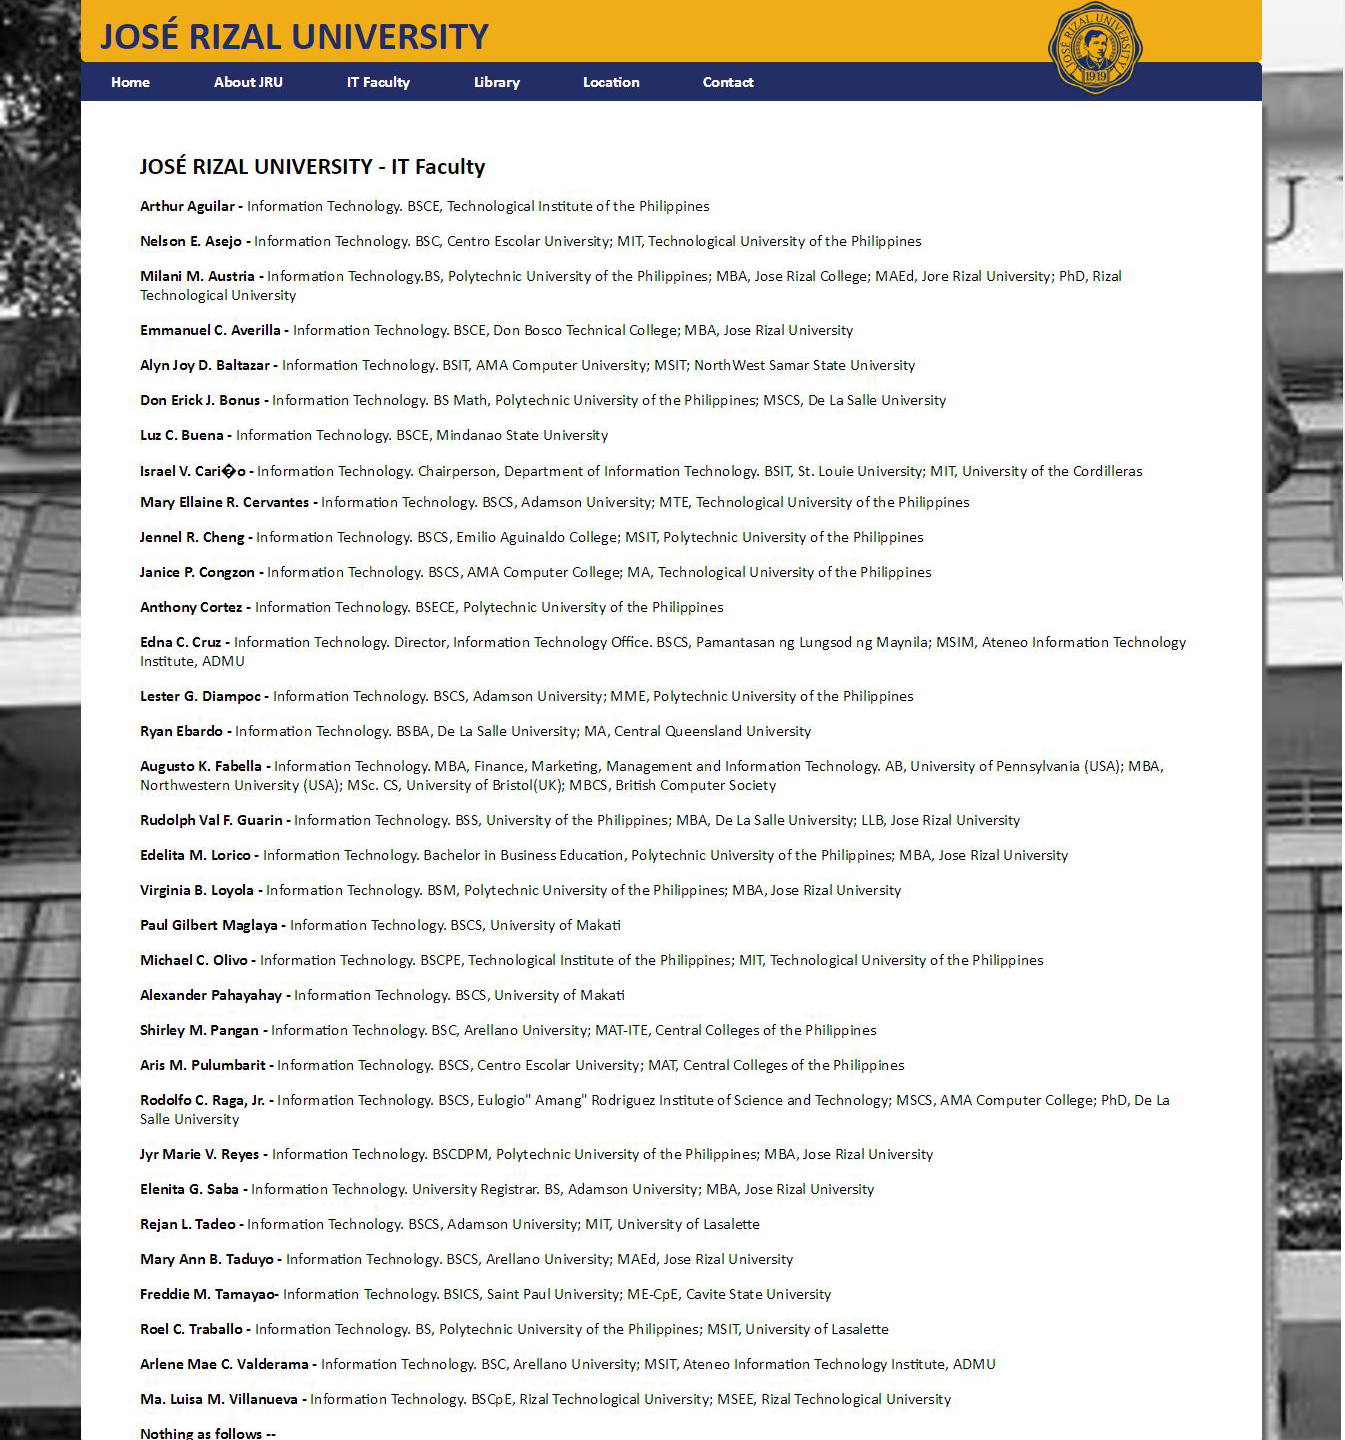 JOSÉ RIZAL UNIVERSITY
JOSÉ RIZAL UNIVERSITY
1919
Home About JRU IT Faculty Library Location Contact
JOSÉ RIZAL UNIVERSITY - IT Faculty
Arthur Aguilar - Information Technology. BSCE, Technological Institute of the Philippines
Nelson E. Asejo - Information Technology. BSC, Centro Escolar University; MIT, Technological University of the Philippines
Milani M. Austria - Information Technology.BS, Polytechnic University of the Philippines; MBA, Jose Rizal College; MAEd, Jore Rizal University; PhD, Rizal
Technological University
Emmanuel C. Averilla - Information Technology. BSCE, Don Bosco Technical College; MBA, Jose Rizal University
Alyn Joy D. Baltazar - Information Technology. BSIT, AMA Computer University; MSIT; NorthWest Samar State University
Don Erick J. Bonus - Information Technology. BS Math, Polytechnic University of the Philippines; MSCS, De La Salle University
Luz C. Buena - Information Technology. BSCE, Mindanao State University
Israel V. Cari�o - Information Technology. Chairperson, Department of Information Technology. BSIT, St. Louie University; MIT, University of the Cordilleras
Mary Ellaine R. Cervantes - Information Technology. BSCS, Adamson University; MTE, Technological University of the Philippines
Jennel R. Cheng - Information Technology. BSCS, Emilio Aguinaldo College; MSIT, Polytechnic University of the Philippines
Janice P. Congzon - Information Technology. BSCS, AMA Computer College; MA, Technological University of the Philippines
Anthony Cortez - Information Technology. BSECE, Polytechnic University of the Philippines
Edna C. Cruz - Information Technology. Director, Information Technology Office. BSCS, Pamantasan ng Lungsod ng Maynila; MSIM, Ateneo Information Technology
Institute, ADMU
Lester G. Diampoc - Information Technology. BSCS, Adamson University; MME, Polytechnic University of the Philippines
Ryan Ebardo - Information Technology. BSBA, De La Salle University; MA, Central Queensland University
Augusto K. Fabella - Information Technology. MBA, Finance, Marketing, Management and Information Technology. AB, University of Pennsylvania (USA); MBA,
Northwestern University (USA); MSc. CS, University of Bristol(UK); MBCS, British Computer Society
Rudolph Val F. Guarin - Information Technology. BSS, University of the Philippines; MBA, De La Salle University; LLB, Jose Rizal University
Edelita M. Lorico - Information Technology. Bachelor in Business Education, Polytechnic University of the Philippines; MBA, Jose Rizal University
Virginia B. Loyola - Information Technology. BSM, Polytechnic University of the Philippines; MBA, Jose Rizal University
Paul Gilbert Maglaya - Information Technology. BSCS, University of Makati
Michael C. Olivo - Information Technology. BSCPE, Technological Institute of the Philippines; MIT, Technological University of the Philippines
Alexander Pahayahay - Information Technology. BSCS, University of Makati
Shirley M. Pangan - Information Technology. BSC, Arellano University; MAT-ITE, Central Colleges of the Philippines
Aris M. Pulumbarit - Information Technology. BSCS, Centro Escolar University; MAT, Central Colleges of the Philippines
Rodolfo C. Raga, Jr. - Information Technology. BSCS, Eulogio" Amang" Rodriguez Institute of Science and Technology; MSCS, AMA Computer College; PhD, De La
Salle University
Jyr Marie V. Reyes - Information Technology. BSCDPM, Polytechnic University of the Philippines; MBA, Jose Rizal University
Elenita G. Saba - Information Technology. University Registrar. BS, Adamson University; MBA, Jose Rizal University
Rejan L. Tadeo - Information Technology. BSCS, Adamson University; MIT, University of Lasalette
Mary Ann B. Taduyo - Information Technology. BSCS, Arellano University; MAEd, Jose Rizal University
Freddie M. Tamayao- Information Technology. BSICS, Saint Paul University; ME-CpE, Cavite State University
Roel C. Traballo - Information Technology. BS, Polytechnic University of the Philippines; MSIT, University of Lasalette
Arlene Mae C. Valderama - Information Technology. BSC, Arellano University; MSIT, Ateneo Information Technology Institute, ADMU
Ma. Luisa M. Villanueva - Information Technology. BSCpE, Rizal Technological University; MSEE, Rizal Technological University
Nothing as follows --
J